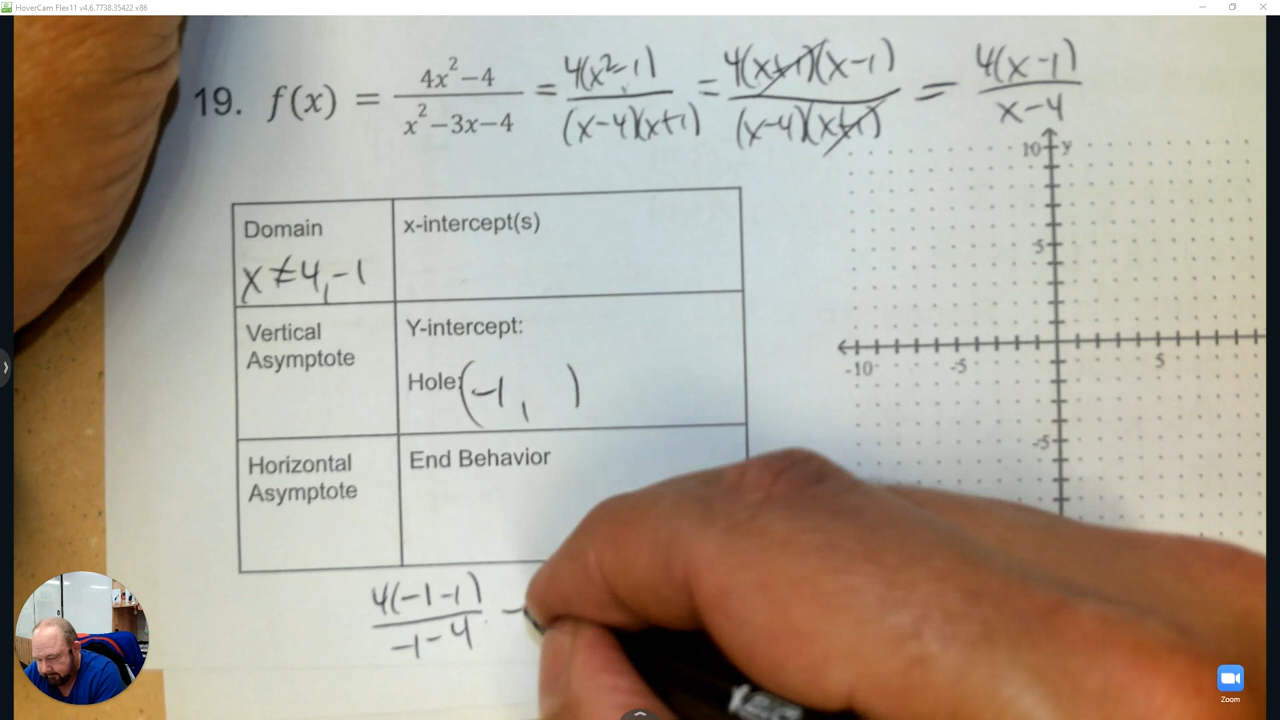 HoverCam Flex11 v4.6.7738.35422 x86
19. f(x) = (4x²−4)/(x²−3x−4) = 4(x²−1)/((x−4)(x+1)) = 4(x+1)(x−1)/((x−4)(x+1)) = 4(x−1)/(x−4)
10 y
Domain
x≠4,−1
x-intercept(s)
5
Vertical
Asymptote
Y-intercept:
Hole:(−1, )
-10 -5 5
-5
Horizontal
Asymptote
End Behavior
4(−1−1)/(−1−4)
Zoom